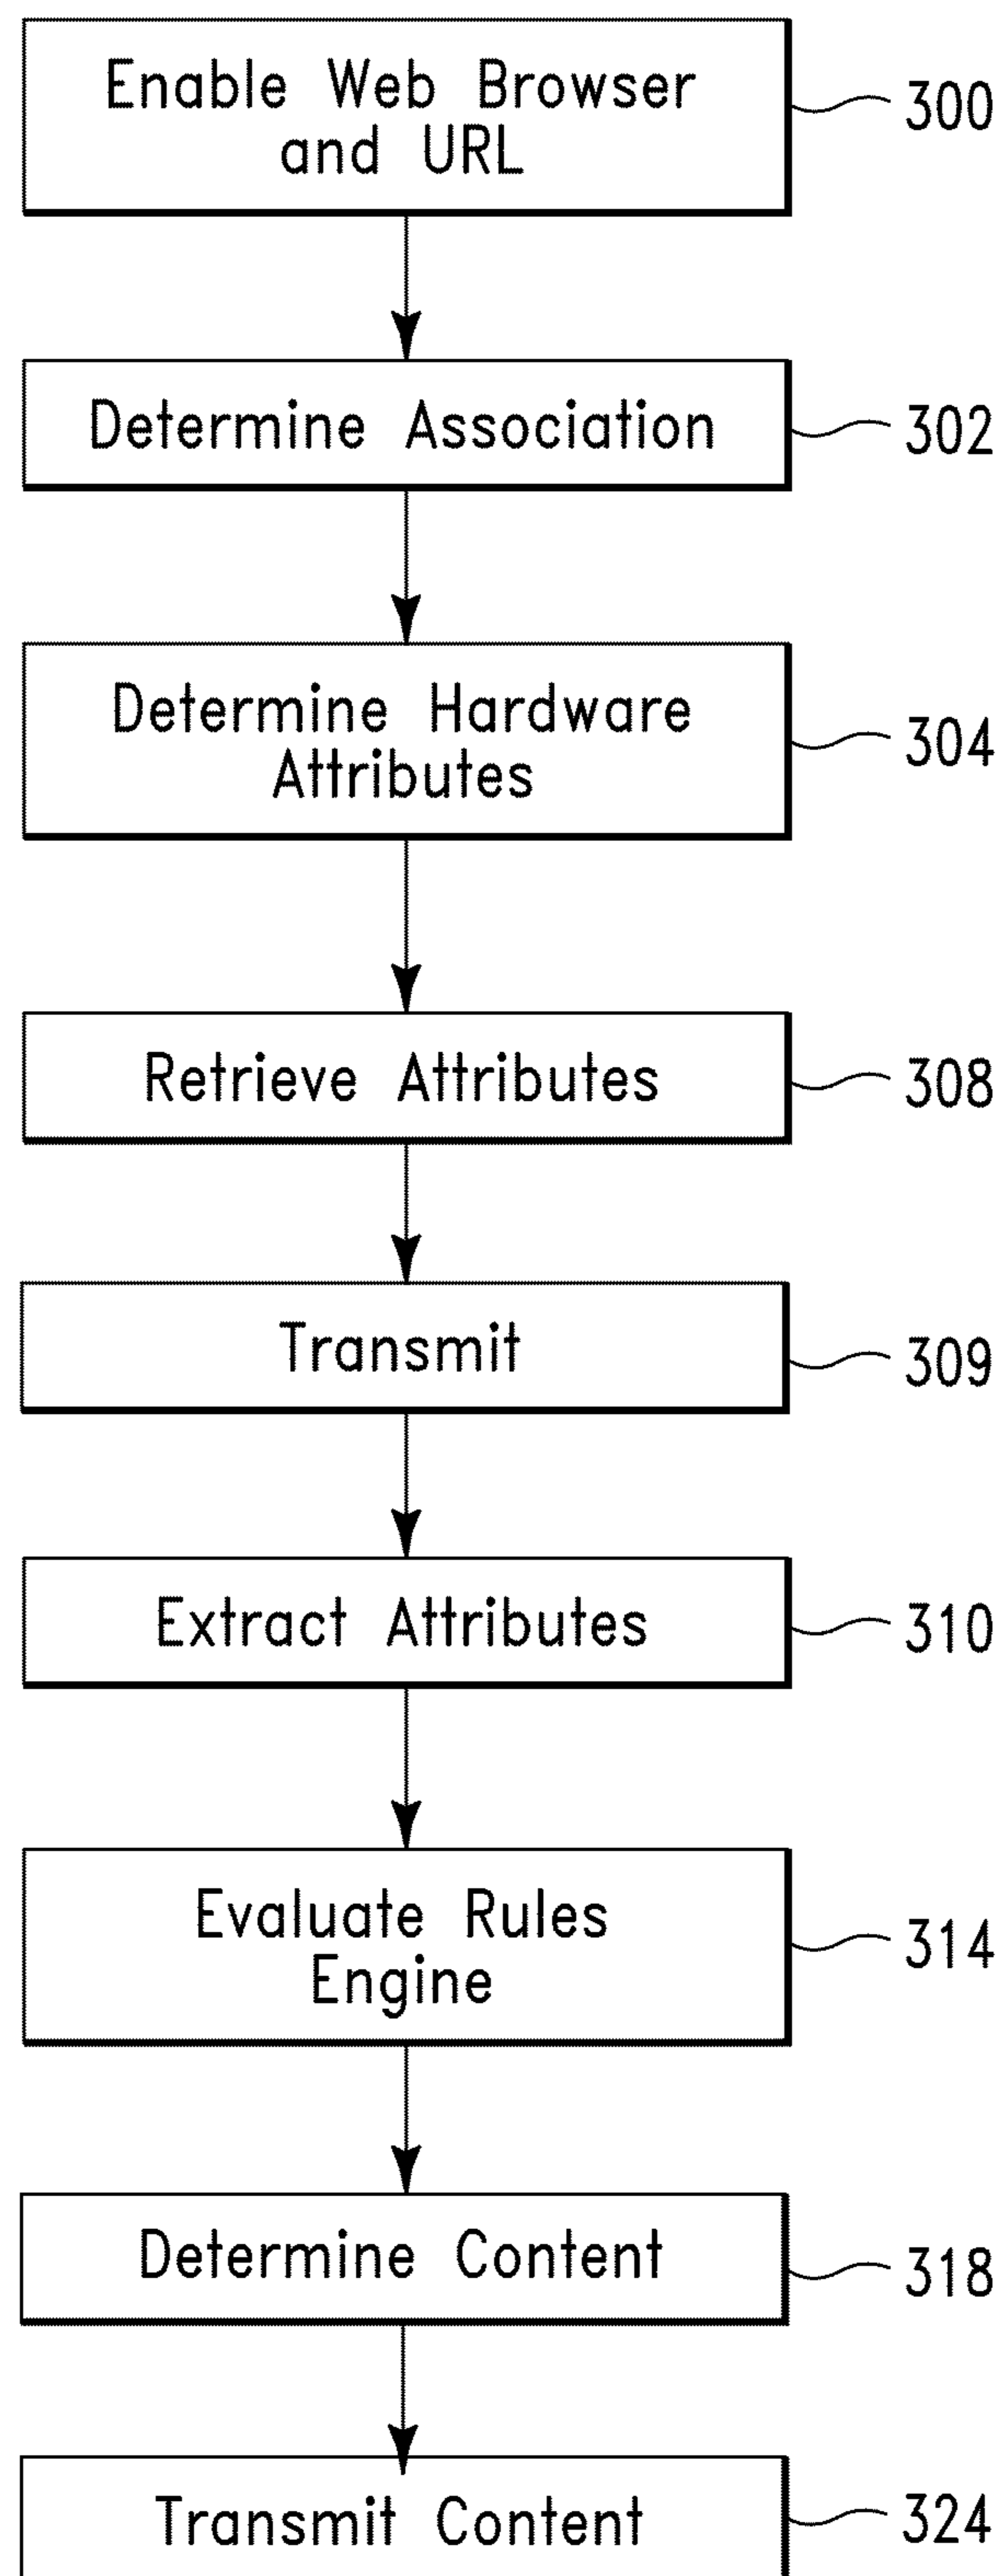 Enable Web Browser
and URL
300
Determine Association
302
Determine Hardware
Attributes
304
Retrieve Attributes
308
Transmit
309
Extract Attributes
310
Evaluate Rules
Engine
314
Determine Content
318
Transmit Content
324